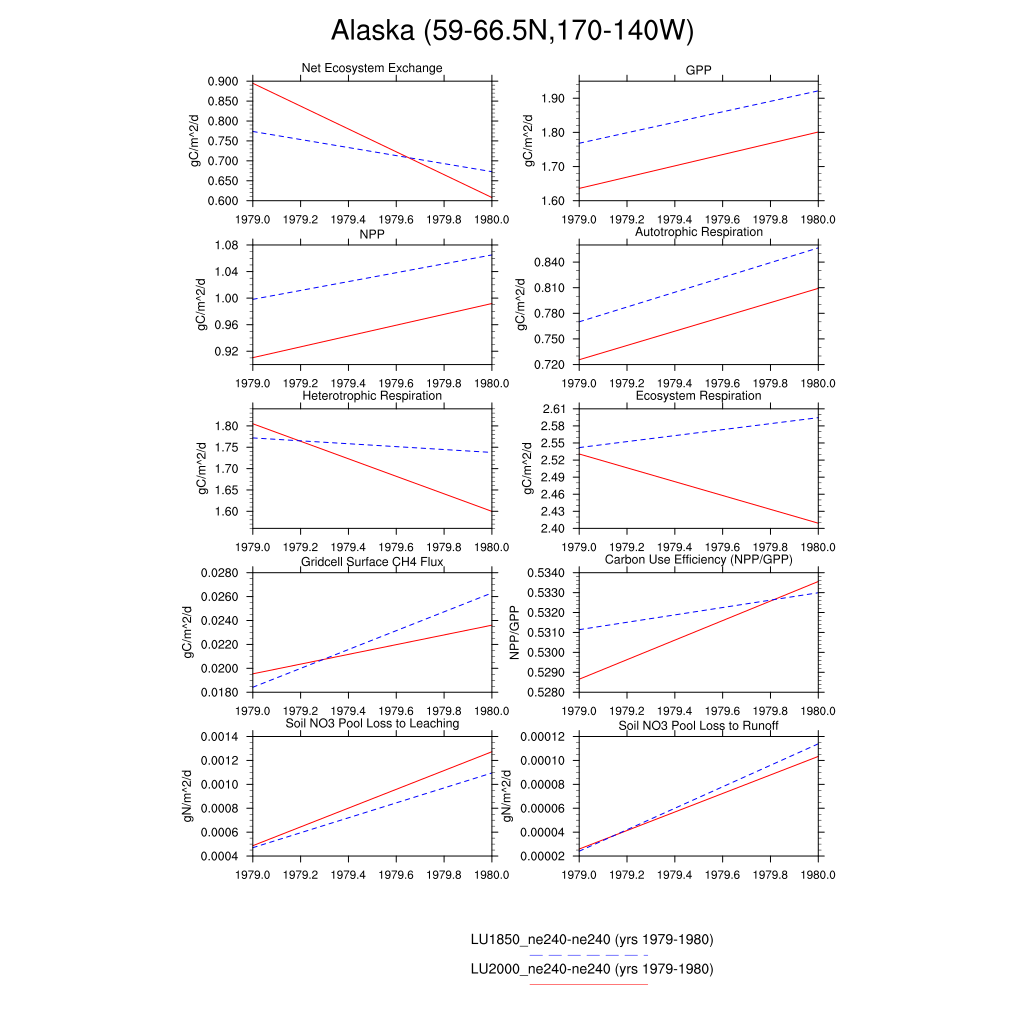 Alaska (59-66.5N,170-140W)
Net Ecosystem Exchange
gC/m^2/d
0.900
0.850
0.800
0.750
0.700
0.650
0.600
1979.0 1979.2 1979.4 1979.6 1979.8 1980.0
GPP
gC/m^2/d
1.90
1.80
1.70
1.60
1979.0 1979.2 1979.4 1979.6 1979.8 1980.0
NPP
gC/m^2/d
1.08
1.04
1.00
0.96
0.92
1979.0 1979.2 1979.4 1979.6 1979.8 1980.0
Autotrophic Respiration
gC/m^2/d
0.840
0.810
0.780
0.750
0.720
1979.0 1979.2 1979.4 1979.6 1979.8 1980.0
Heterotrophic Respiration
gC/m^2/d
1.80
1.75
1.70
1.65
1.60
1979.0 1979.2 1979.4 1979.6 1979.8 1980.0
Ecosystem Respiration
gC/m^2/d
2.61
2.58
2.55
2.52
2.49
2.46
2.43
2.40
1979.0 1979.2 1979.4 1979.6 1979.8 1980.0
Gridcell Surface CH4 Flux
gC/m^2/d
0.0280
0.0260
0.0240
0.0220
0.0200
0.0180
1979.0 1979.2 1979.4 1979.6 1979.8 1980.0
Carbon Use Efficiency (NPP/GPP)
NPP/GPP
0.5340
0.5330
0.5320
0.5310
0.5300
0.5290
0.5280
1979.0 1979.2 1979.4 1979.6 1979.8 1980.0
Soil NO3 Pool Loss to Leaching
gN/m^2/d
0.0014
0.0012
0.0010
0.0008
0.0006
0.0004
1979.0 1979.2 1979.4 1979.6 1979.8 1980.0
Soil NO3 Pool Loss to Runoff
gN/m^2/d
0.00012
0.00010
0.00008
0.00006
0.00004
0.00002
1979.0 1979.2 1979.4 1979.6 1979.8 1980.0
LU1850_ne240-ne240 (yrs 1979-1980)
LU2000_ne240-ne240 (yrs 1979-1980)